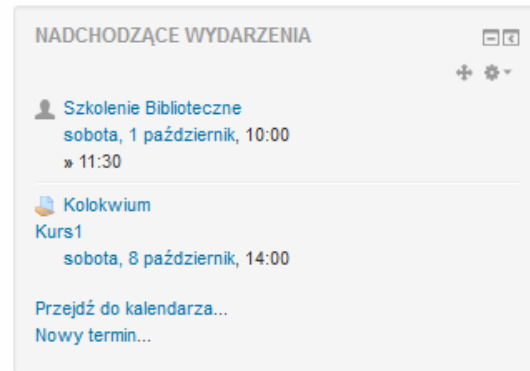 NADCHODZĄCE WYDARZENIA
Szkolenie Biblioteczne
sobota, 1 październik, 10:00
» 11:30
Kolokwium
Kurs1
sobota, 8 październik, 14:00
Przejdź do kalendarza...
Nowy termin...